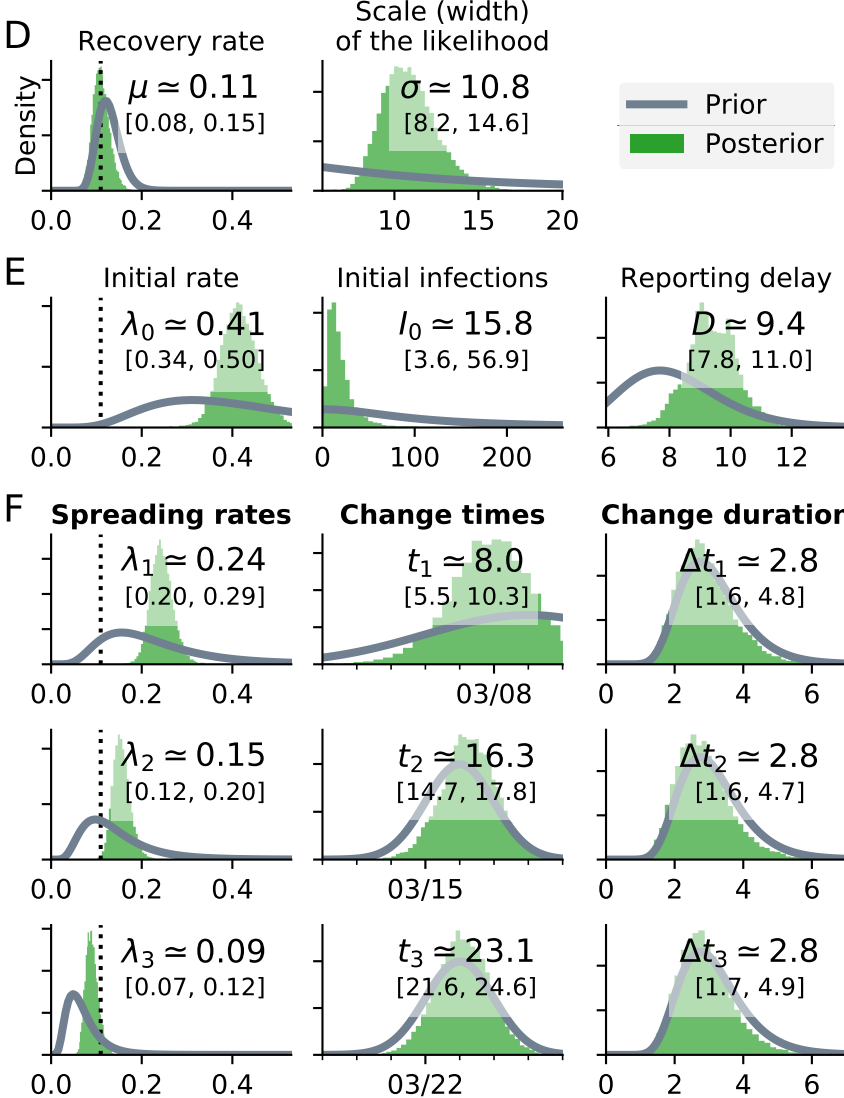 D
Recovery rate
Scale (width)
of the likelihood
Density
μ ≃ 0.11
[0.08, 0.15]
σ ≃ 10.8
[8.2, 14.6]
Prior
Posterior
0.0 0.2 0.4
10 15 20
E
Initial rate
Initial infections
Reporting delay
λ0 ≃ 0.41
[0.34, 0.50]
I0 ≃ 15.8
[3.6, 56.9]
D ≃ 9.4
[7.8, 11.0]
0.0 0.2 0.4
0 100 200
6 8 10 12
F
Spreading rates
Change times
Change duration
λ1 ≃ 0.24
[0.20, 0.29]
t1 ≃ 8.0
[5.5, 10.3]
Δt1 ≃ 2.8
[1.6, 4.8]
0.0 0.2 0.4
03/08
2 4 6
λ2 ≃ 0.15
[0.12, 0.20]
t2 ≃ 16.3
[14.7, 17.8]
Δt2 ≃ 2.8
[1.6, 4.7]
0.0 0.2 0.4
03/15
2 4 6
λ3 ≃ 0.09
[0.07, 0.12]
t3 ≃ 23.1
[21.6, 24.6]
Δt3 ≃ 2.8
[1.7, 4.9]
0.0 0.2 0.4
03/22
2 4 6